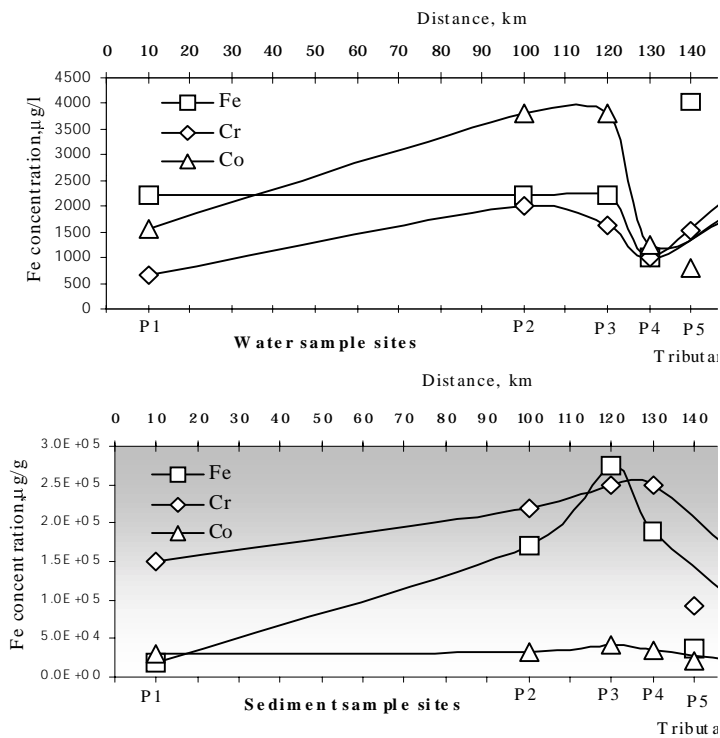 Distance, km
0 10 20 30 40 50 60 70 80 90 100 110 120 130 140
Fe concentration,µg/l
4500
4000
3500
3000
2500
2000
1500
1000
500
0
Fe
Cr
Co
P1 P2 P3 P4 P5
Water sample sites
Tributar
Distance, km
0 10 20 30 40 50 60 70 80 90 100 110 120 130 140
Fe concentration,µg/g
3.0E+05
2.5E+05
2.0E+05
1.5E+05
1.0E+05
5.0E+04
0.0E+00
Fe
Cr
Co
P1 P2 P3 P4 P5
Sediment sample sites
Tributa